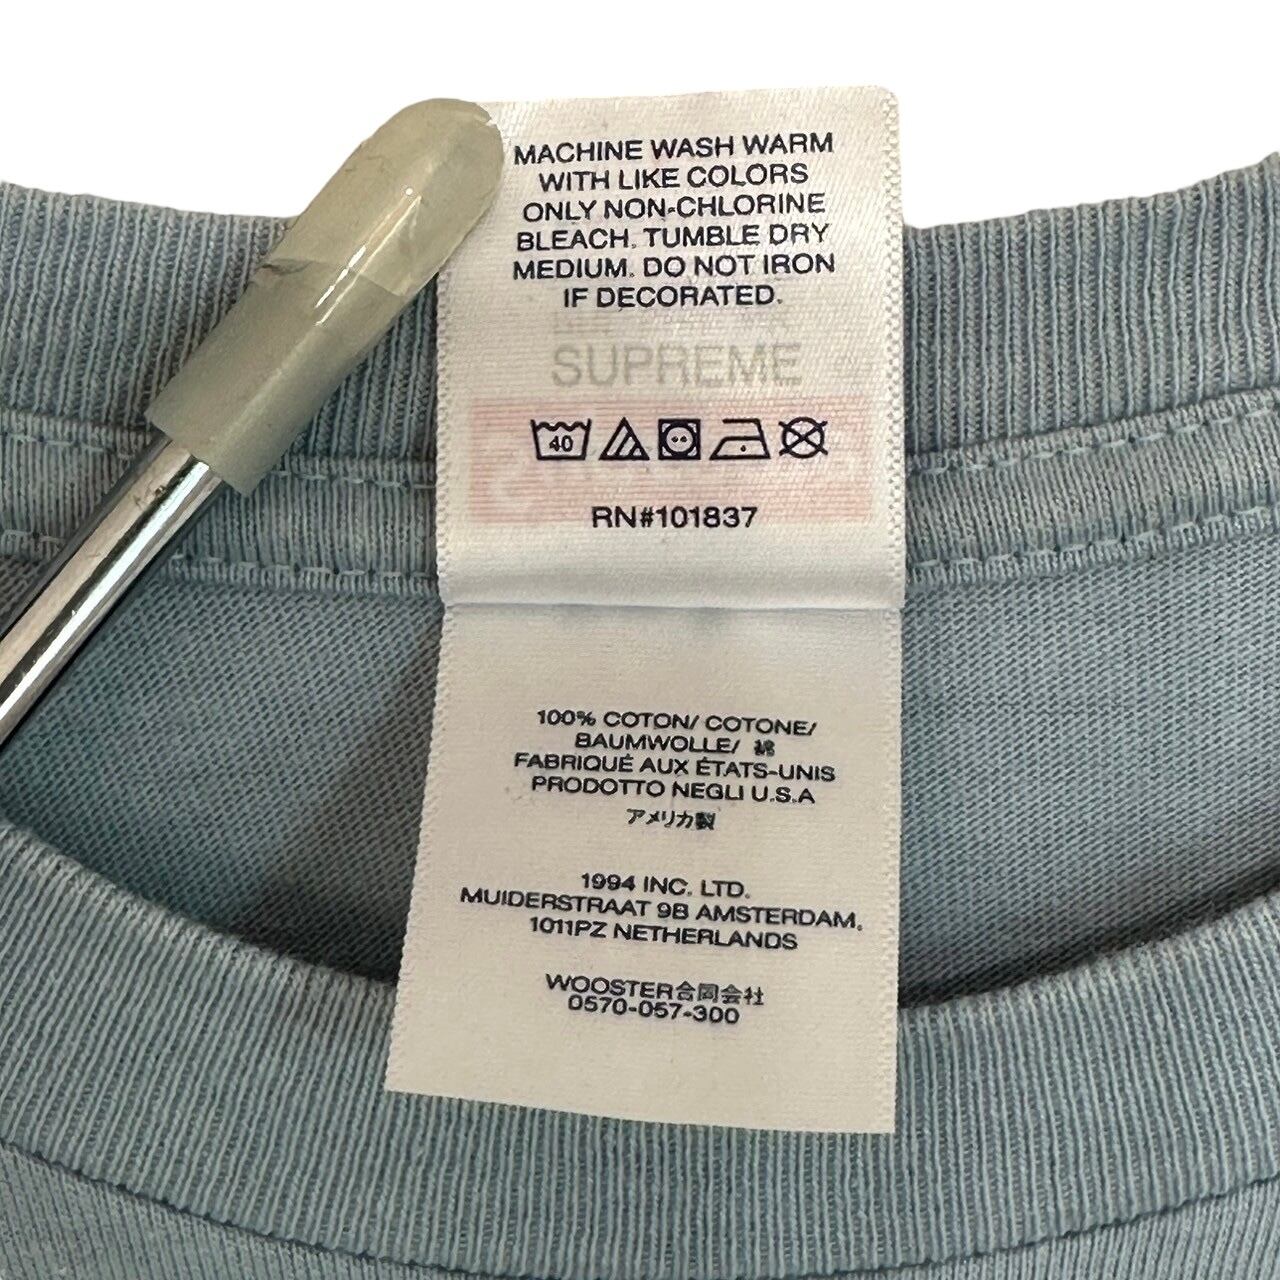 MACHINE WASH WARM
WITH LIKE COLORS
ONLY NON-CHLORINE
BLEACH. TUMBLE DRY
MEDIUM. DO NOT IRON
IF DECORATED.
SUPREME
40
RN#101837
100% COTON/ COTONE/
BAUMWOLLE/ 綿
FABRIQUÉ AUX ÉTATS-UNIS
PRODOTTO NEGLI U.S.A
アメリカ製
1994 INC. LTD.
MUIDERSTRAAT 9B AMSTERDAM,
1011PZ NETHERLANDS
WOOSTER合同会社
0570-057-300